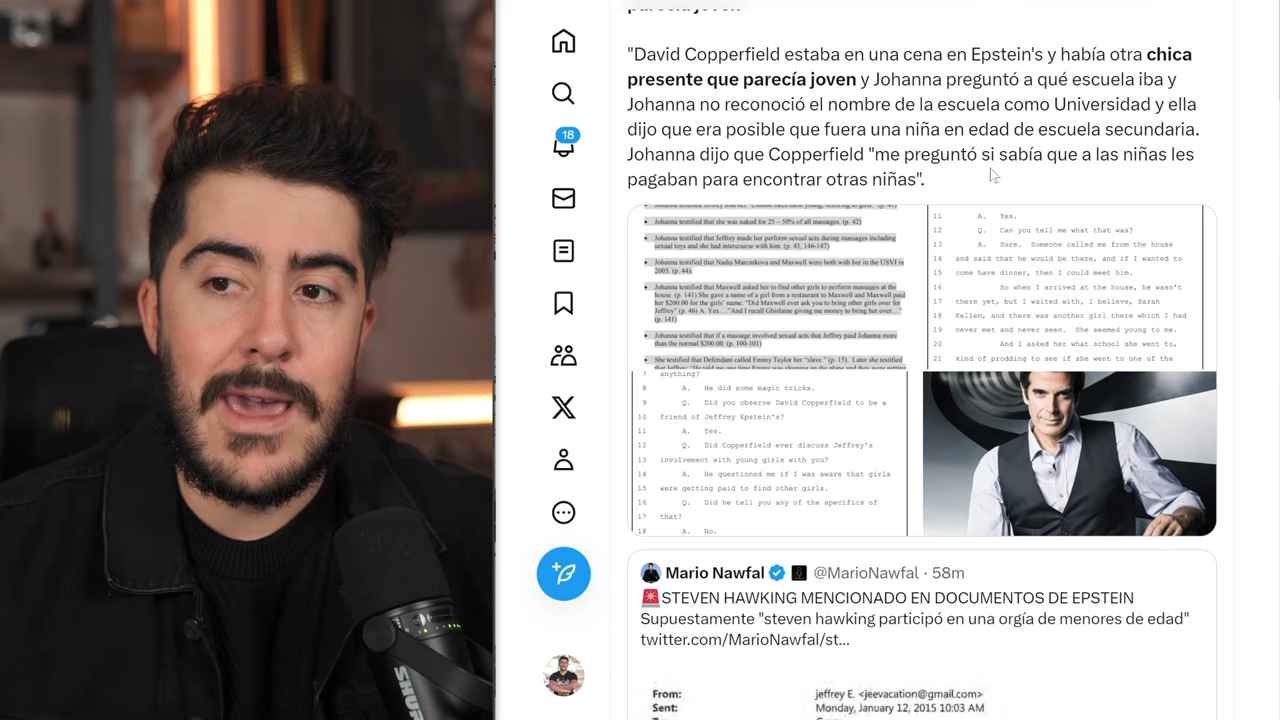 "David Copperfield estaba en una cena en Epstein's y había otra chica
presente que parecía joven y Johanna preguntó a qué escuela iba y
Johanna no reconoció el nombre de la escuela como Universidad y ella
dijo que era posible que fuera una niña en edad de escuela secundaria.
Johanna dijo que Copperfield "me preguntó si sabía que a las niñas les
pagaban para encontrar otras niñas".
18
Johanna testified that she was naked for 25 – 50% of all massages. (p. 42)
Johanna testified that Jeffrey made her perform sexual acts during massages including
sexual toys and she had intercourse with him. (p. 43, 146-147)
Johanna testified that Nadia Marcinkova and Maxwell were both with her in the USVI in
2005. (p. 44).
Johanna testified that Maxwell asked her to find other girls to perform massages at the
house. (p. 141) She gave a name of a girl from a restaurant to Maxwell and Maxwell paid
her $200.00 for the girls' name. "Did Maxwell ever ask you to bring other girls over for
Jeffrey" (p. 46) A. Yes…."And I recall Ghislaine giving me money to bring her over…"
(p. 141)
Johanna testified that if a massage involved sexual acts that Jeffrey paid Johanna more
than the normal $200.00. (p. 100-101)
She testified that Defendant called Emmy Taylor her "slave." (p. 15). Later she testified
11 A. Yes.
12 Q. Can you tell me what that was?
13 A. Sure. Someone called me from the house
14 and said that he would be there, and if I wanted to
15 come have dinner, then I could meet him.
16 So when I arrived at the house, he wasn't
17 there yet, but I waited with, I believe, Sarah
18 Kellen, and there was another girl there which I had
19 never met and never seen. She seemed young to me.
20 And I asked her what school she went to,
21 kind of prodding to see if she went to one of the
7 anything?
8 A. He did some magic tricks.
9 Q. Did you observe David Copperfield to be a
10 friend of Jeffrey Epstein's?
11 A. Yes.
12 Q. Did Copperfield ever discuss Jeffrey's
13 involvement with young girls with you?
14 A. He questioned me if I was aware that girls
15 were getting paid to find other girls.
16 Q. Did he tell you any of the specifics of
17 that?
18 A. No.
Mario Nawfal @MarioNawfal · 58m
🚨STEVEN HAWKING MENCIONADO EN DOCUMENTOS DE EPSTEIN
Supuestamente "steven hawking participó en una orgía de menores de edad"
twitter.com/MarioNawfal/st...
From: jeffrey E. <jeevacation@gmail.com>
Sent: Monday, January 12, 2015 10:03 AM
SHURE